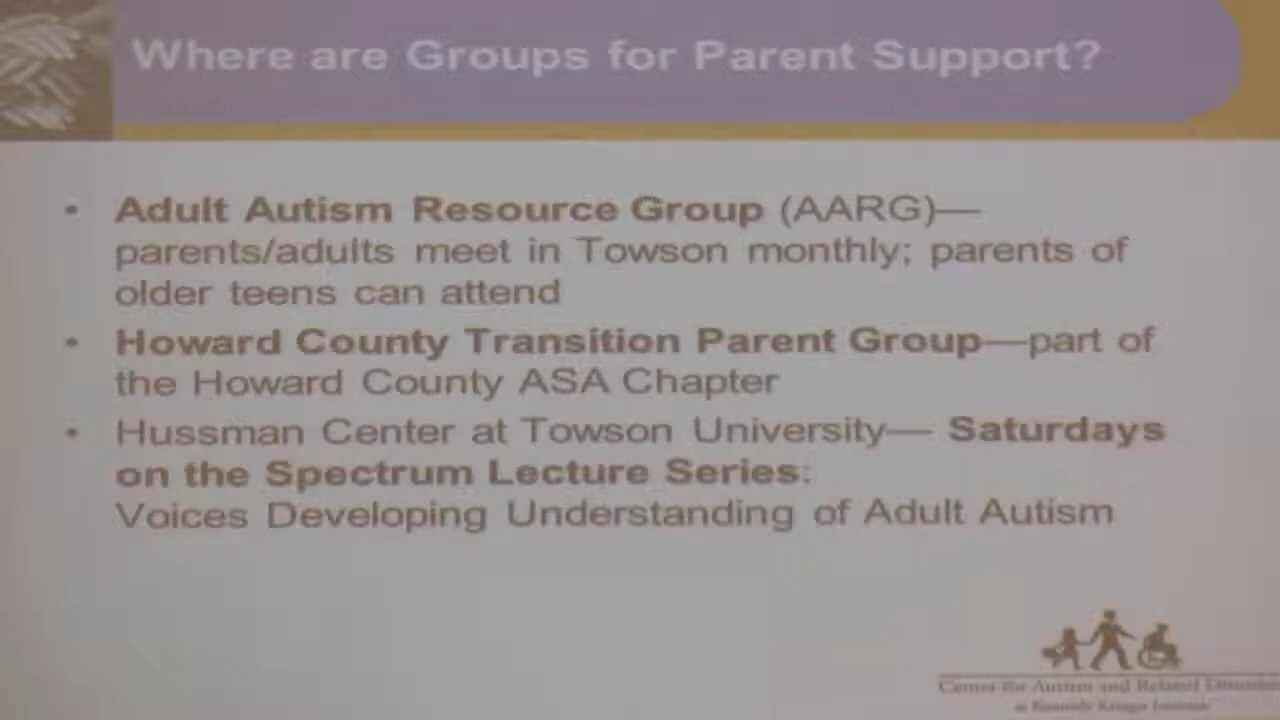 Where are Groups for Parent Support?
• Adult Autism Resource Group (AARG)—
parents/adults meet in Towson monthly; parents of
older teens can attend
• Howard County Transition Parent Group—part of
the Howard County ASA Chapter
• Hussman Center at Towson University— Saturdays
on the Spectrum Lecture Series:
Voices Developing Understanding of Adult Autism
Center for Autism and Related
at Kennedy Krieger Institute